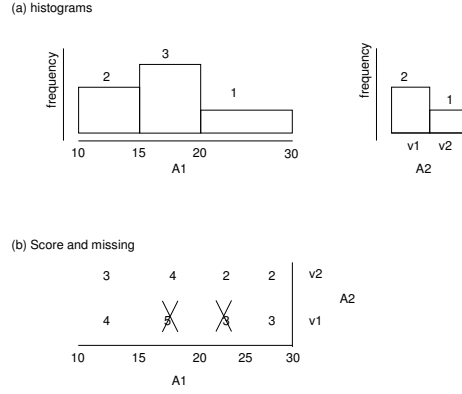 (a) histograms
frequency
2
3
1
10 15 20 30
A1
frequency
2
1
v1 v2
A2
(b) Score and missing
3 4 2 2 v2
A2
4 5 3 3 v1
10 15 20 25 30
A1